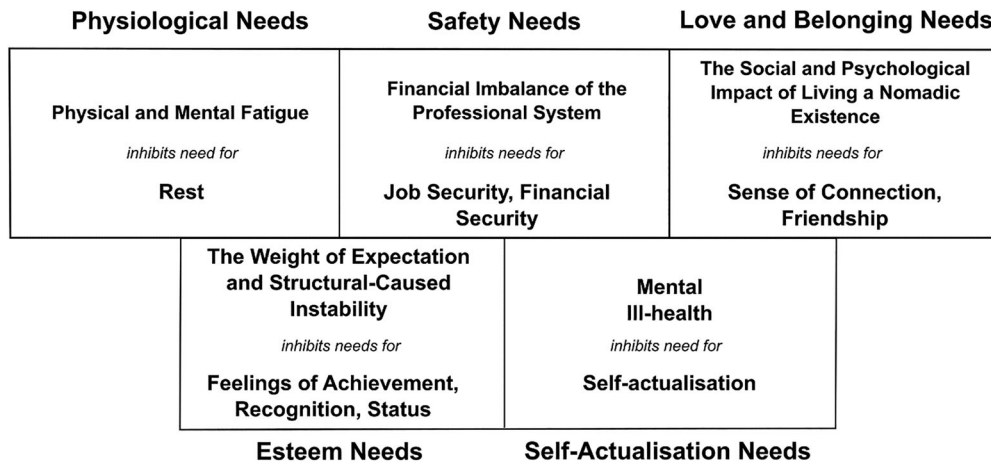 Physiological Needs
Safety Needs
Love and Belonging Needs
Physical and Mental Fatigue
inhibits need for
Rest
Financial Imbalance of the
Professional System
inhibits needs for
Job Security, Financial
Security
The Social and Psychological
Impact of Living a Nomadic
Existence
inhibits needs for
Sense of Connection,
Friendship
The Weight of Expectation
and Structural-Caused
Instability
inhibits needs for
Feelings of Achievement,
Recognition, Status
Mental
Ill-health
inhibits need for
Self-actualisation
Esteem Needs
Self-Actualisation Needs